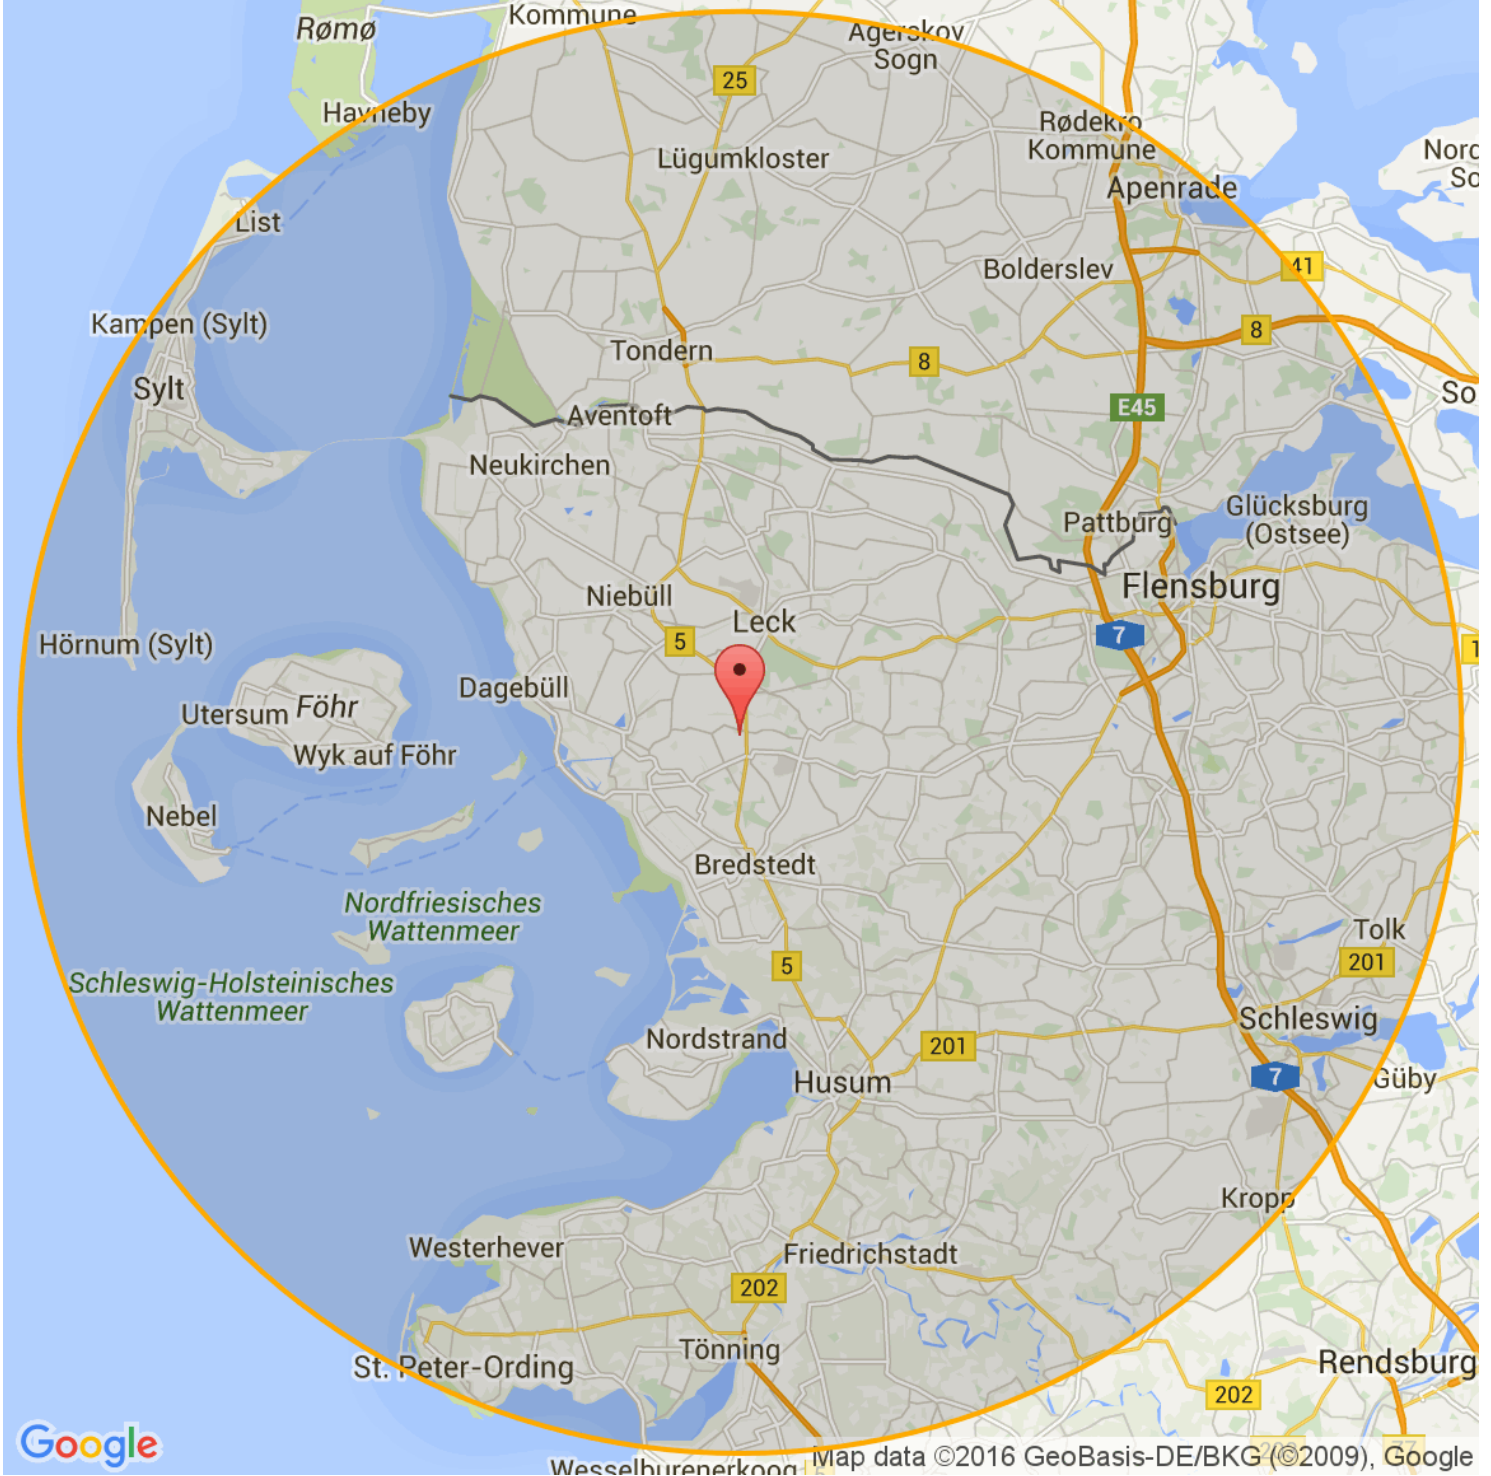 Kommune
Rømø
Agerskov
Sogn
25
Havneby
Rødekro
Kommune
Lügumkloster
Apenrade
List
Bolderslev
41
Kampen (Sylt)
8
Tondern
8
Sylt
E45
Aventoft
Neukirchen
Glücksburg
(Ostsee)
Pattburg
Flensburg
Niebüll
Leck
7
5
Hörnum (Sylt)
Dagebüll
Utersum
Föhr
Wyk auf Föhr
Nebel
Bredstedt
Nordfriesisches
Wattenmeer
Tolk
201
5
Schleswig-Holsteinisches
Wattenmeer
Schleswig
Nordstrand
201
Husum
7
Güby
Kropp
Westerhever
Friedrichstadt
202
Tönning
St. Peter-Ording
Rendsburg
202
Google
Wesselburenerkoog
Map data ©2016 GeoBasis-DE/BKG (©2009), Google